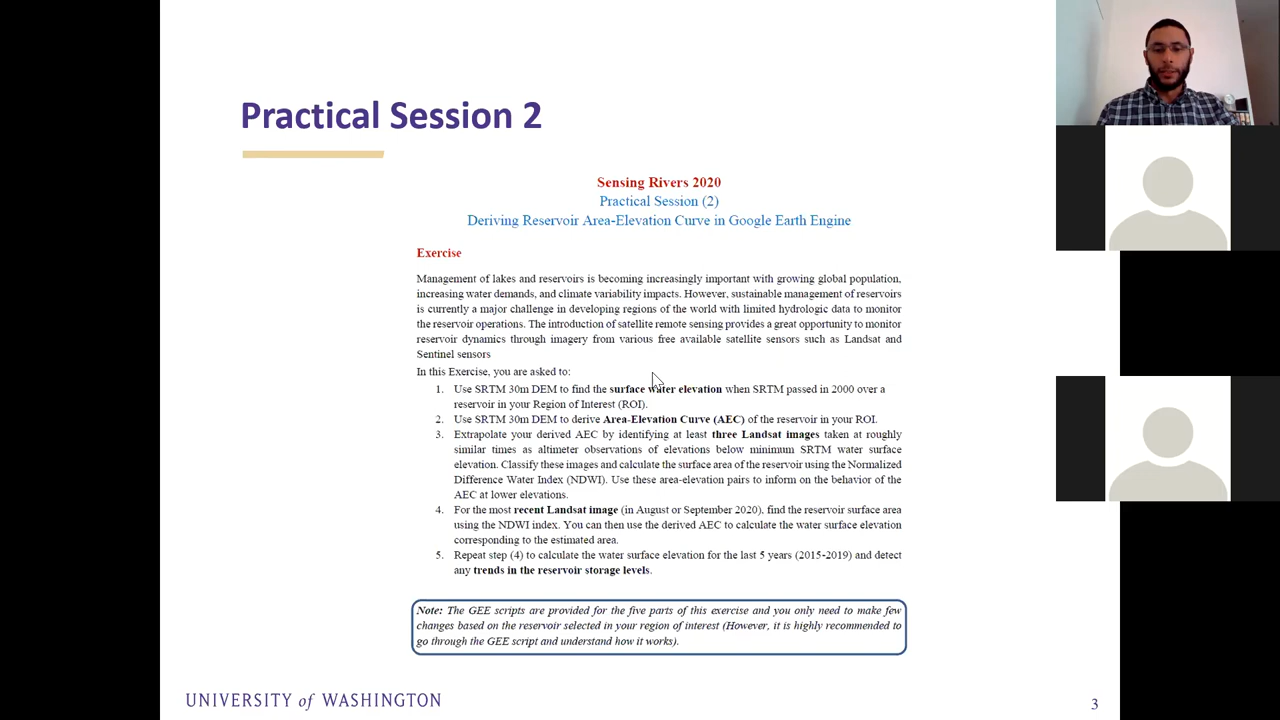 Practical Session 2
Sensing Rivers 2020
Practical Session (2)
Deriving Reservoir Area-Elevation Curve in Google Earth Engine
Exercise
Management of lakes and reservoirs is becoming increasingly important with growing global population,
increasing water demands, and climate variability impacts. However, sustainable management of reservoirs
is currently a major challenge in developing regions of the world with limited hydrologic data to monitor
the reservoir operations. The introduction of satellite remote sensing provides a great opportunity to monitor
reservoir dynamics through imagery from various free available satellite sensors such as Landsat and
Sentinel sensors
In this Exercise, you are asked to:
1. Use SRTM 30m DEM to find the surface water elevation when SRTM passed in 2000 over a
reservoir in your Region of Interest (ROI).
2. Use SRTM 30m DEM to derive Area-Elevation Curve (AEC) of the reservoir in your ROI.
3. Extrapolate your derived AEC by identifying at least three Landsat images taken at roughly
similar times as altimeter observations of elevations below minimum SRTM water surface
elevation. Classify these images and calculate the surface area of the reservoir using the Normalized
Difference Water Index (NDWI). Use these area-elevation pairs to inform on the behavior of the
AEC at lower elevations.
4. For the most recent Landsat image (in August or September 2020), find the reservoir surface area
using the NDWI index. You can then use the derived AEC to calculate the water surface elevation
corresponding to the estimated area.
5. Repeat step (4) to calculate the water surface elevation for the last 5 years (2015-2019) and detect
any trends in the reservoir storage levels.
Note: The GEE scripts are provided for the five parts of this exercise and you only need to make few
changes based on the reservoir selected in your region of interest (However, it is highly recommended to
go through the GEE script and understand how it works).
UNIVERSITY of WASHINGTON
3